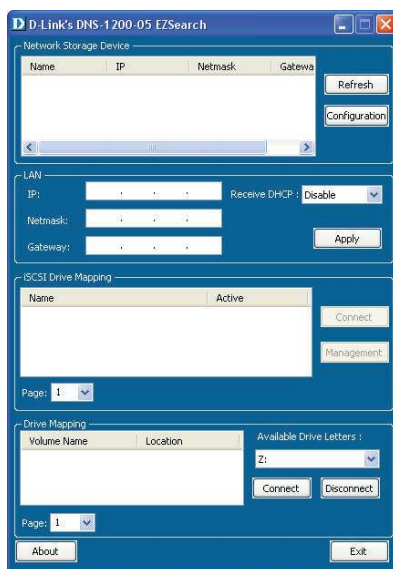 D-Link's DNS-1200-05 EZSearch
Network Storage Device
Name IP Netmask Gatewa
Refresh
Configuration
LAN
IP: . . . Receive DHCP : Disable
Netmask: . . .
Gateway: . . . Apply
iSCSI Drive Mapping
Name Active
Connect
Management
Page: 1
Drive Mapping
Volume Name Location Available Drive Letters :
Z:
Connect Disconnect
Page: 1
About Exit